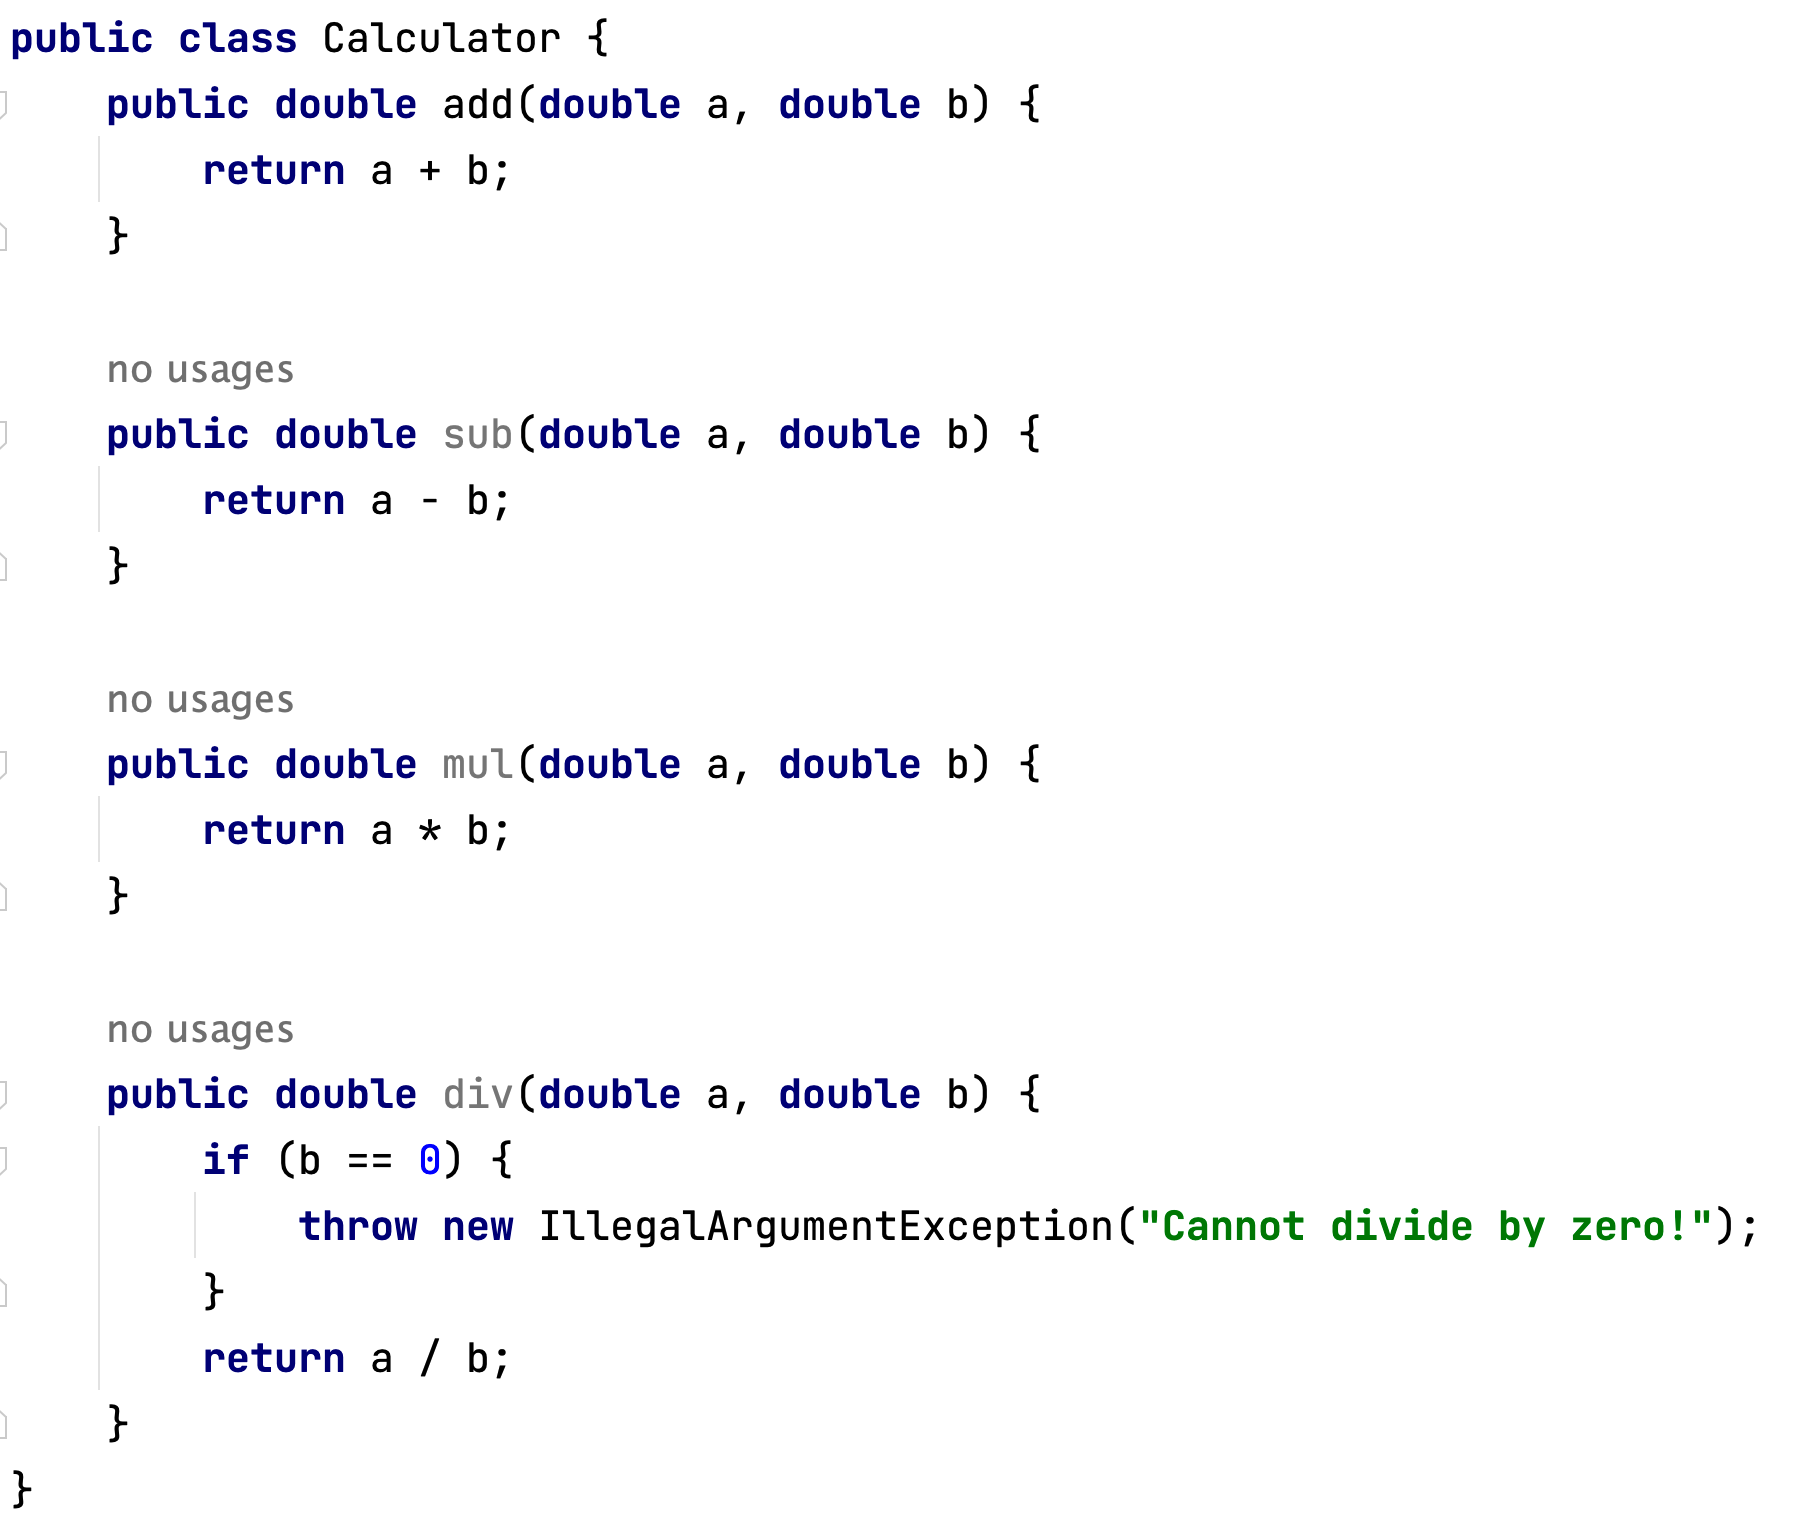 public class Calculator {
    public double add(double a, double b) {
        return a + b;
    }
no usages
    public double sub(double a, double b) {
        return a - b;
    }
no usages
    public double mul(double a, double b) {
        return a * b;
    }
no usages
    public double div(double a, double b) {
        if (b == 0) {
            throw new IllegalArgumentException("Cannot divide by zero!");
        }
        return a / b;
    }
}